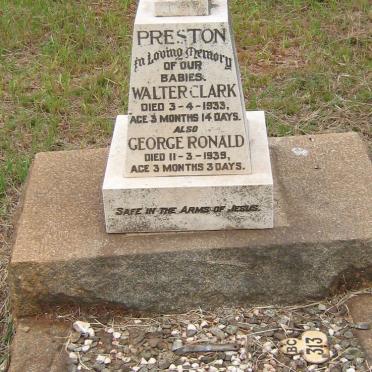 PRESTON
In Loving Memory
OF OUR
BABIES.
WALTER CLARK
DIED 3-4-1933,
AGE 3 MONTHS 14 DAYS.
ALSO
GEORGE RONALD
DIED 11-3-1939,
AGE 3 MONTHS 3 DAYS.
SAFE IN THE ARMS OF JESUS.
BC
313